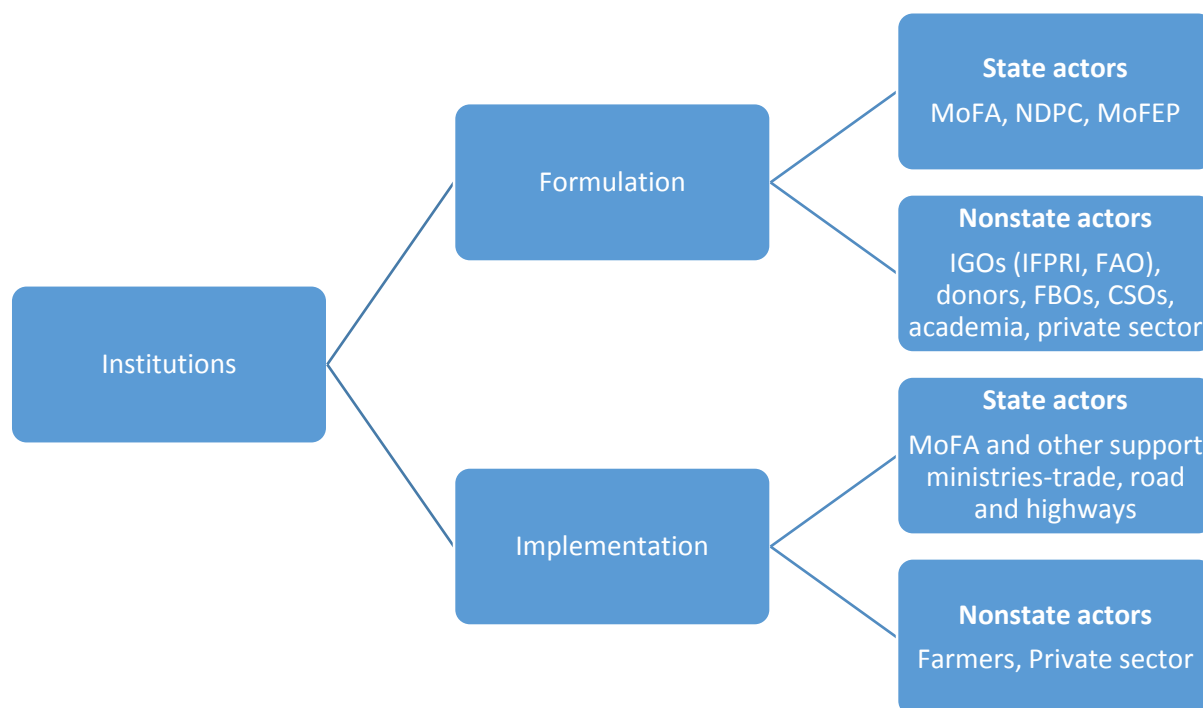 Institutions
Formulation
State actors
MoFA, NDPC, MoFEP
Nonstate actors
IGOs (IFPRI, FAO),
donors, FBOs, CSOs,
academia, private sector
Implementation
State actors
MoFA and other support
ministries-trade, road
and highways
Nonstate actors
Farmers, Private sector